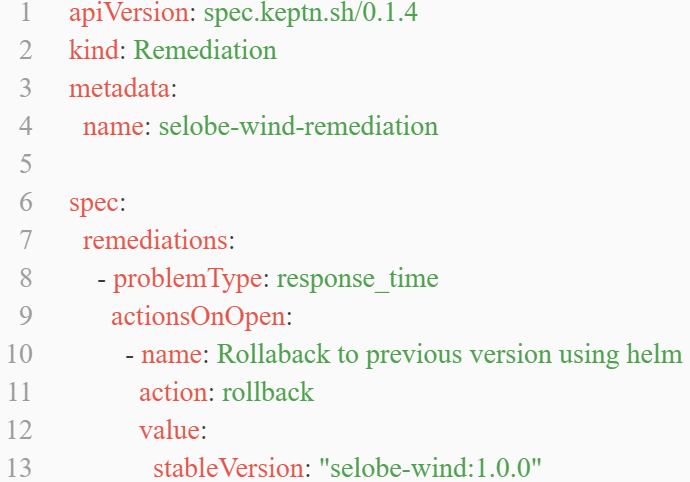 1 apiVersion: spec.keptn.sh/0.1.4
2 kind: Remediation
3 metadata:
4   name: selobe-wind-remediation
5
6 spec:
7   remediations:
8     - problemType: response_time
9       actionsOnOpen:
10         - name: Rollaback to previous version using helm
11           action: rollback
12           value:
13             stableVersion: "selobe-wind:1.0.0"